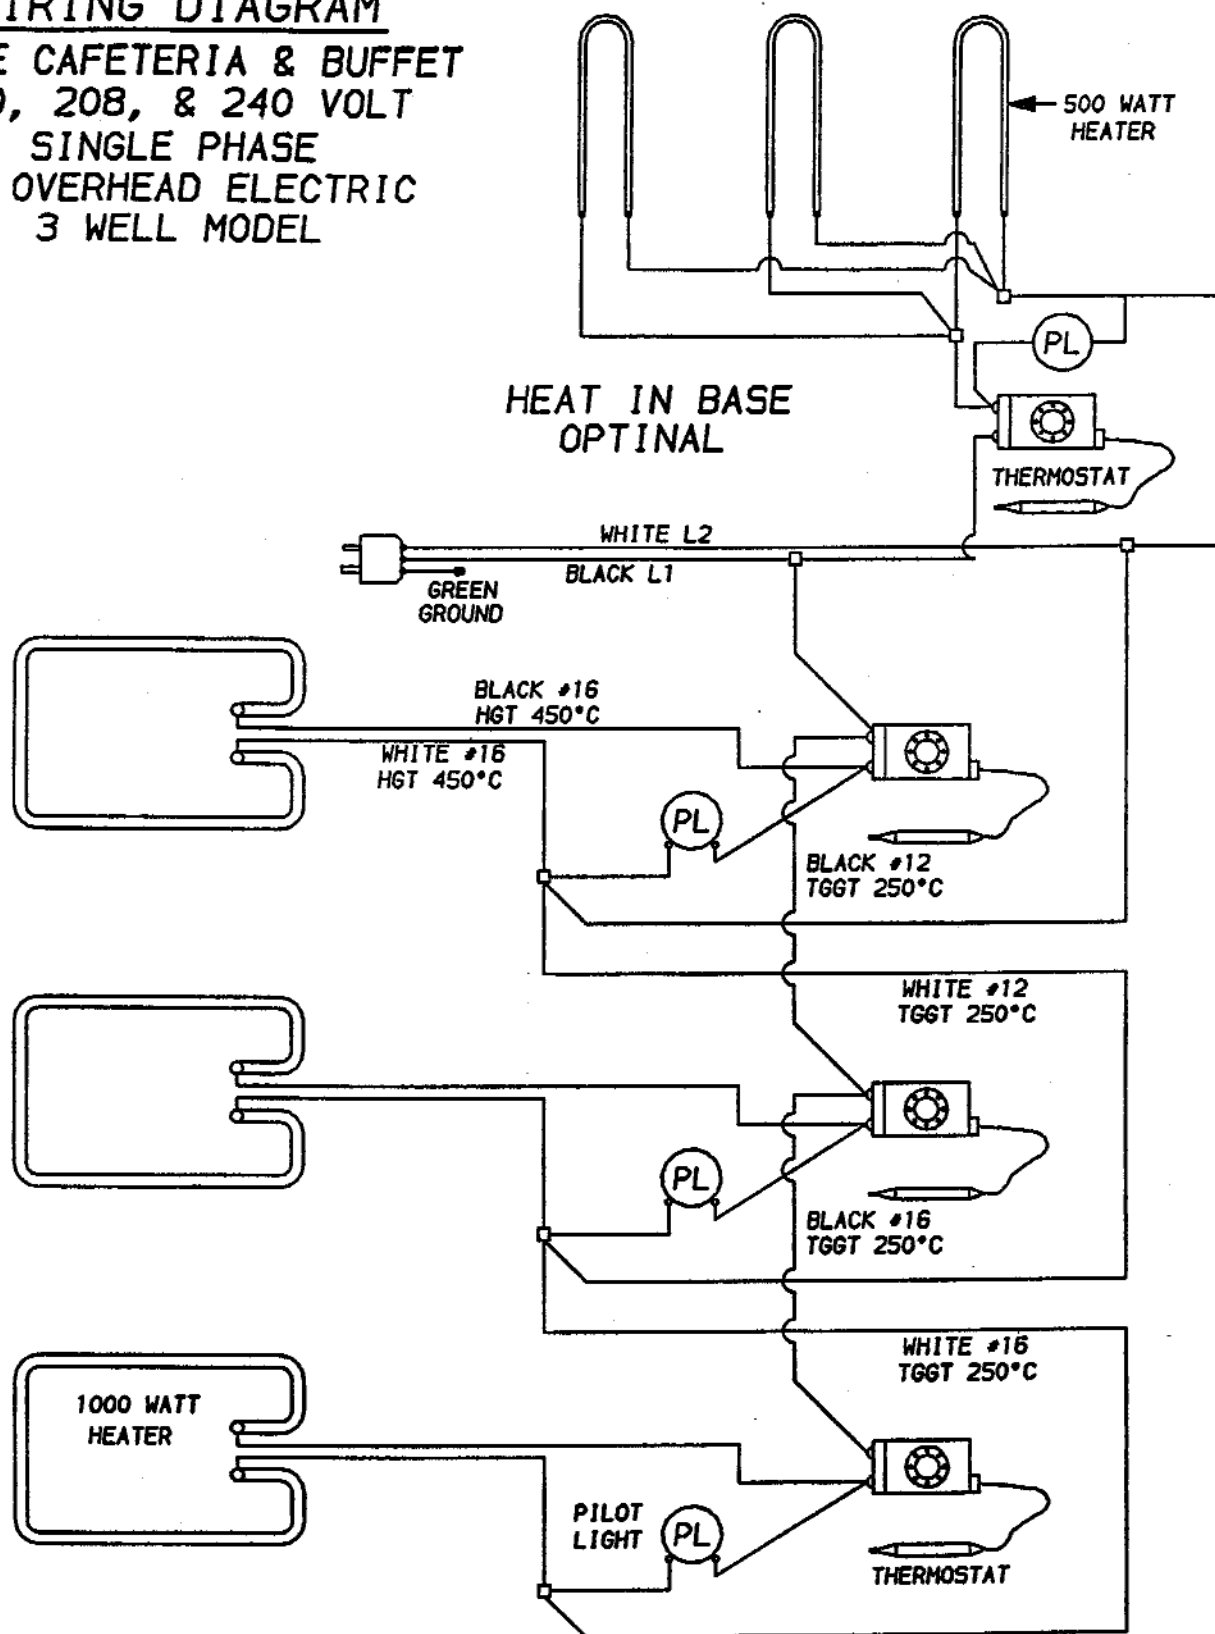 IRING DIAGRAM
E CAFETERIA & BUFFET
0, 208, & 240 VOLT
SINGLE PHASE
OVERHEAD ELECTRIC
3 WELL MODEL
500 WATT
HEATER
PL
HEAT IN BASE
OPTINAL
THERMOSTAT
WHITE L2
BLACK L1
GREEN
GROUND
BLACK #16
HGT 450°C
WHITE #16
HGT 450°C
PL
BLACK #12
TGGT 250°C
WHITE #12
TGGT 250°C
PL
BLACK #16
TGGT 250°C
WHITE #16
TGGT 250°C
1000 WATT
HEATER
PILOT
LIGHT
PL
THERMOSTAT